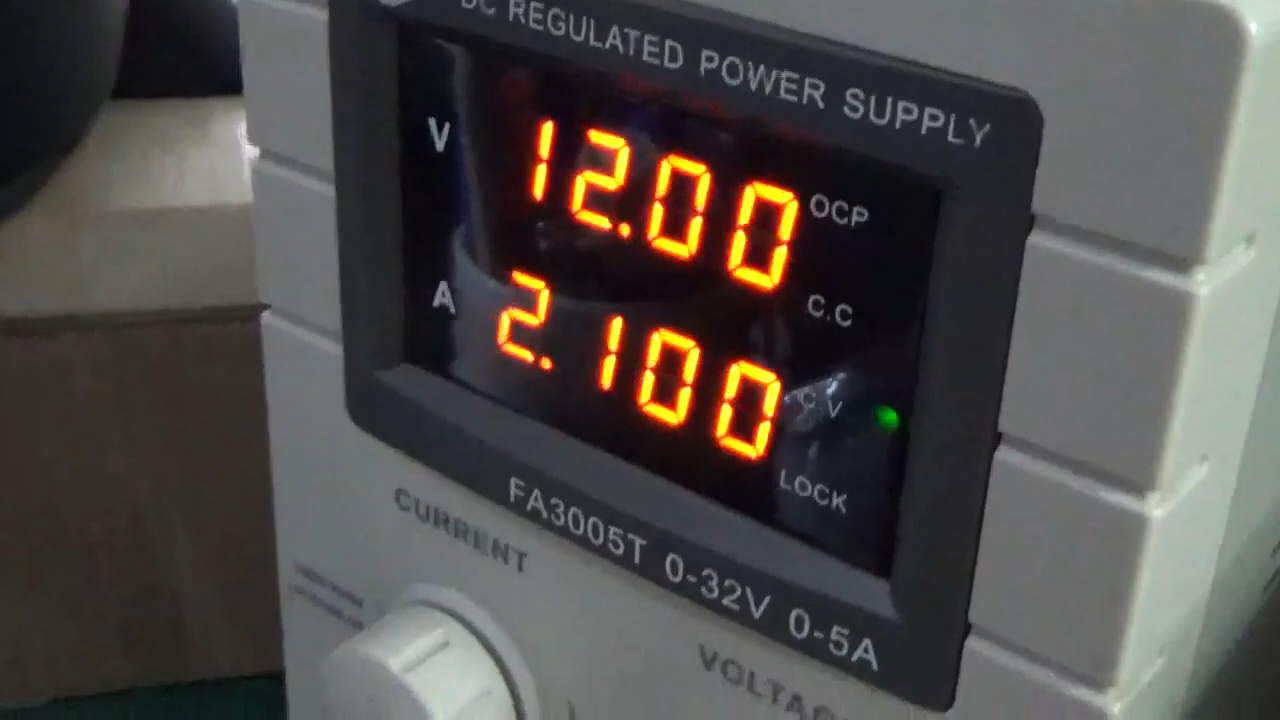 DC REGULATED POWER SUPPLY
V 12.00 OCP
C.C
A 2.100 C.V
LOCK
FA3005T 0-32V 0-5A
CURRENT